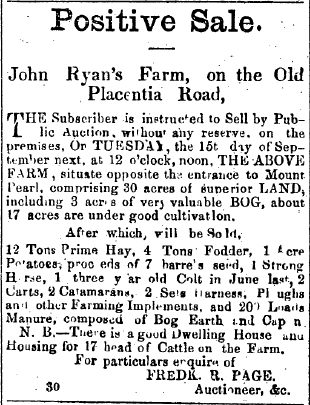 Positive Sale.
John Ryan's Farm, on the Old
Placentia Road,
THE Subscriber is instructed to Sell by Pub-
lic Auction, without any reserve, on the
premises, On TUESDAY, the 15t day of Sep-
tember next, at 12 o'clock, noon, THE ABOVE
FARM, situate opposite the entrance to Mount
Pearl, comprising 30 acres of superior LAND,
including 3 acres of very valuable BOG, about
17 acres are under good cultivation.
After which, will be Sold,
12 Tons Prime Hay, 4 Tons Fodder, 1 Acre
Potatoes, proceeds of 7 barrels seed, 1 Strong
Horse, 1 three year old Colt in June last, 2
Carts, 2 Catamarans, 2 Sets Harness, Ploughs
and other Farming Implements, and 200 Loads
Manure, composed of Bog Earth and
N. B.—There is a good Dwelling House and
Housing for 17 head of Cattle on the Farm.
For particulars enquire of
FREDK. R. PAGE.
30 Auctioneer, &c.